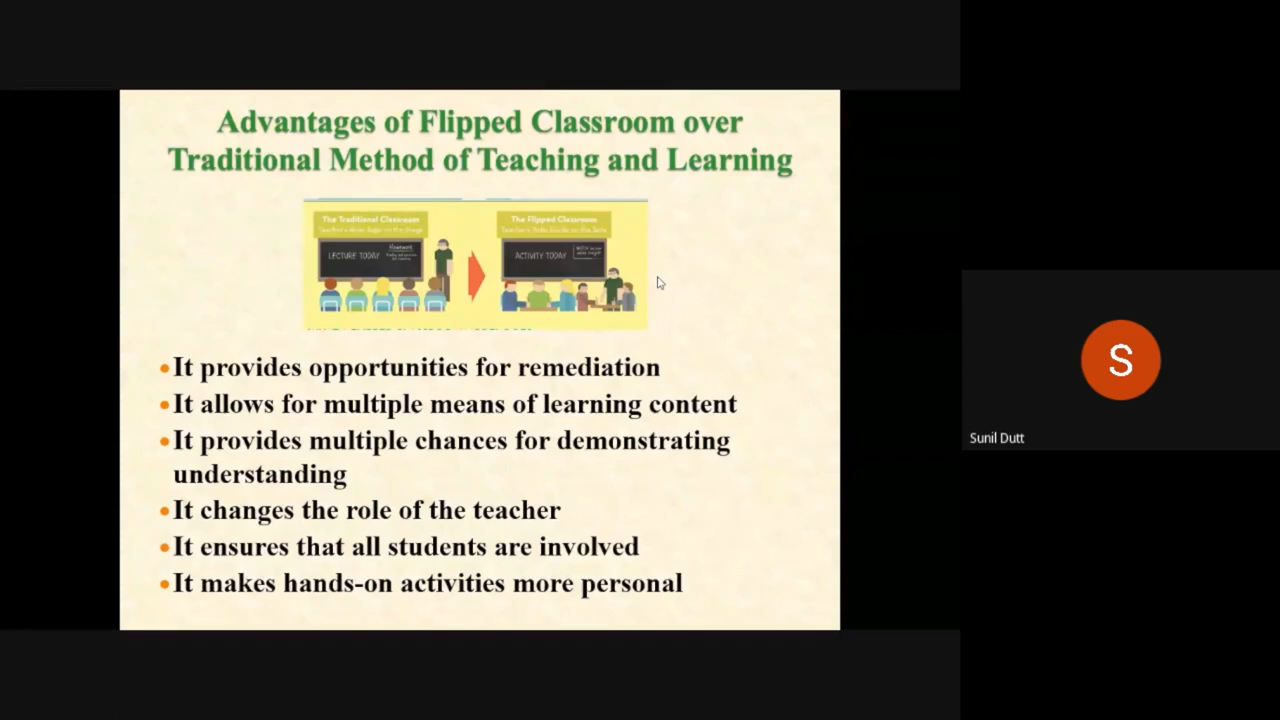 Advantages of Flipped Classroom over
Traditional Method of Teaching and Learning
The Traditional Classroom
LECTURE TODAY
Homework
The Flipped Classroom
ACTIVITY TODAY
•It provides opportunities for remediation
•It allows for multiple means of learning content
•It provides multiple chances for demonstrating
understanding
•It changes the role of the teacher
•It ensures that all students are involved
•It makes hands-on activities more personal
S
Sunil Dutt